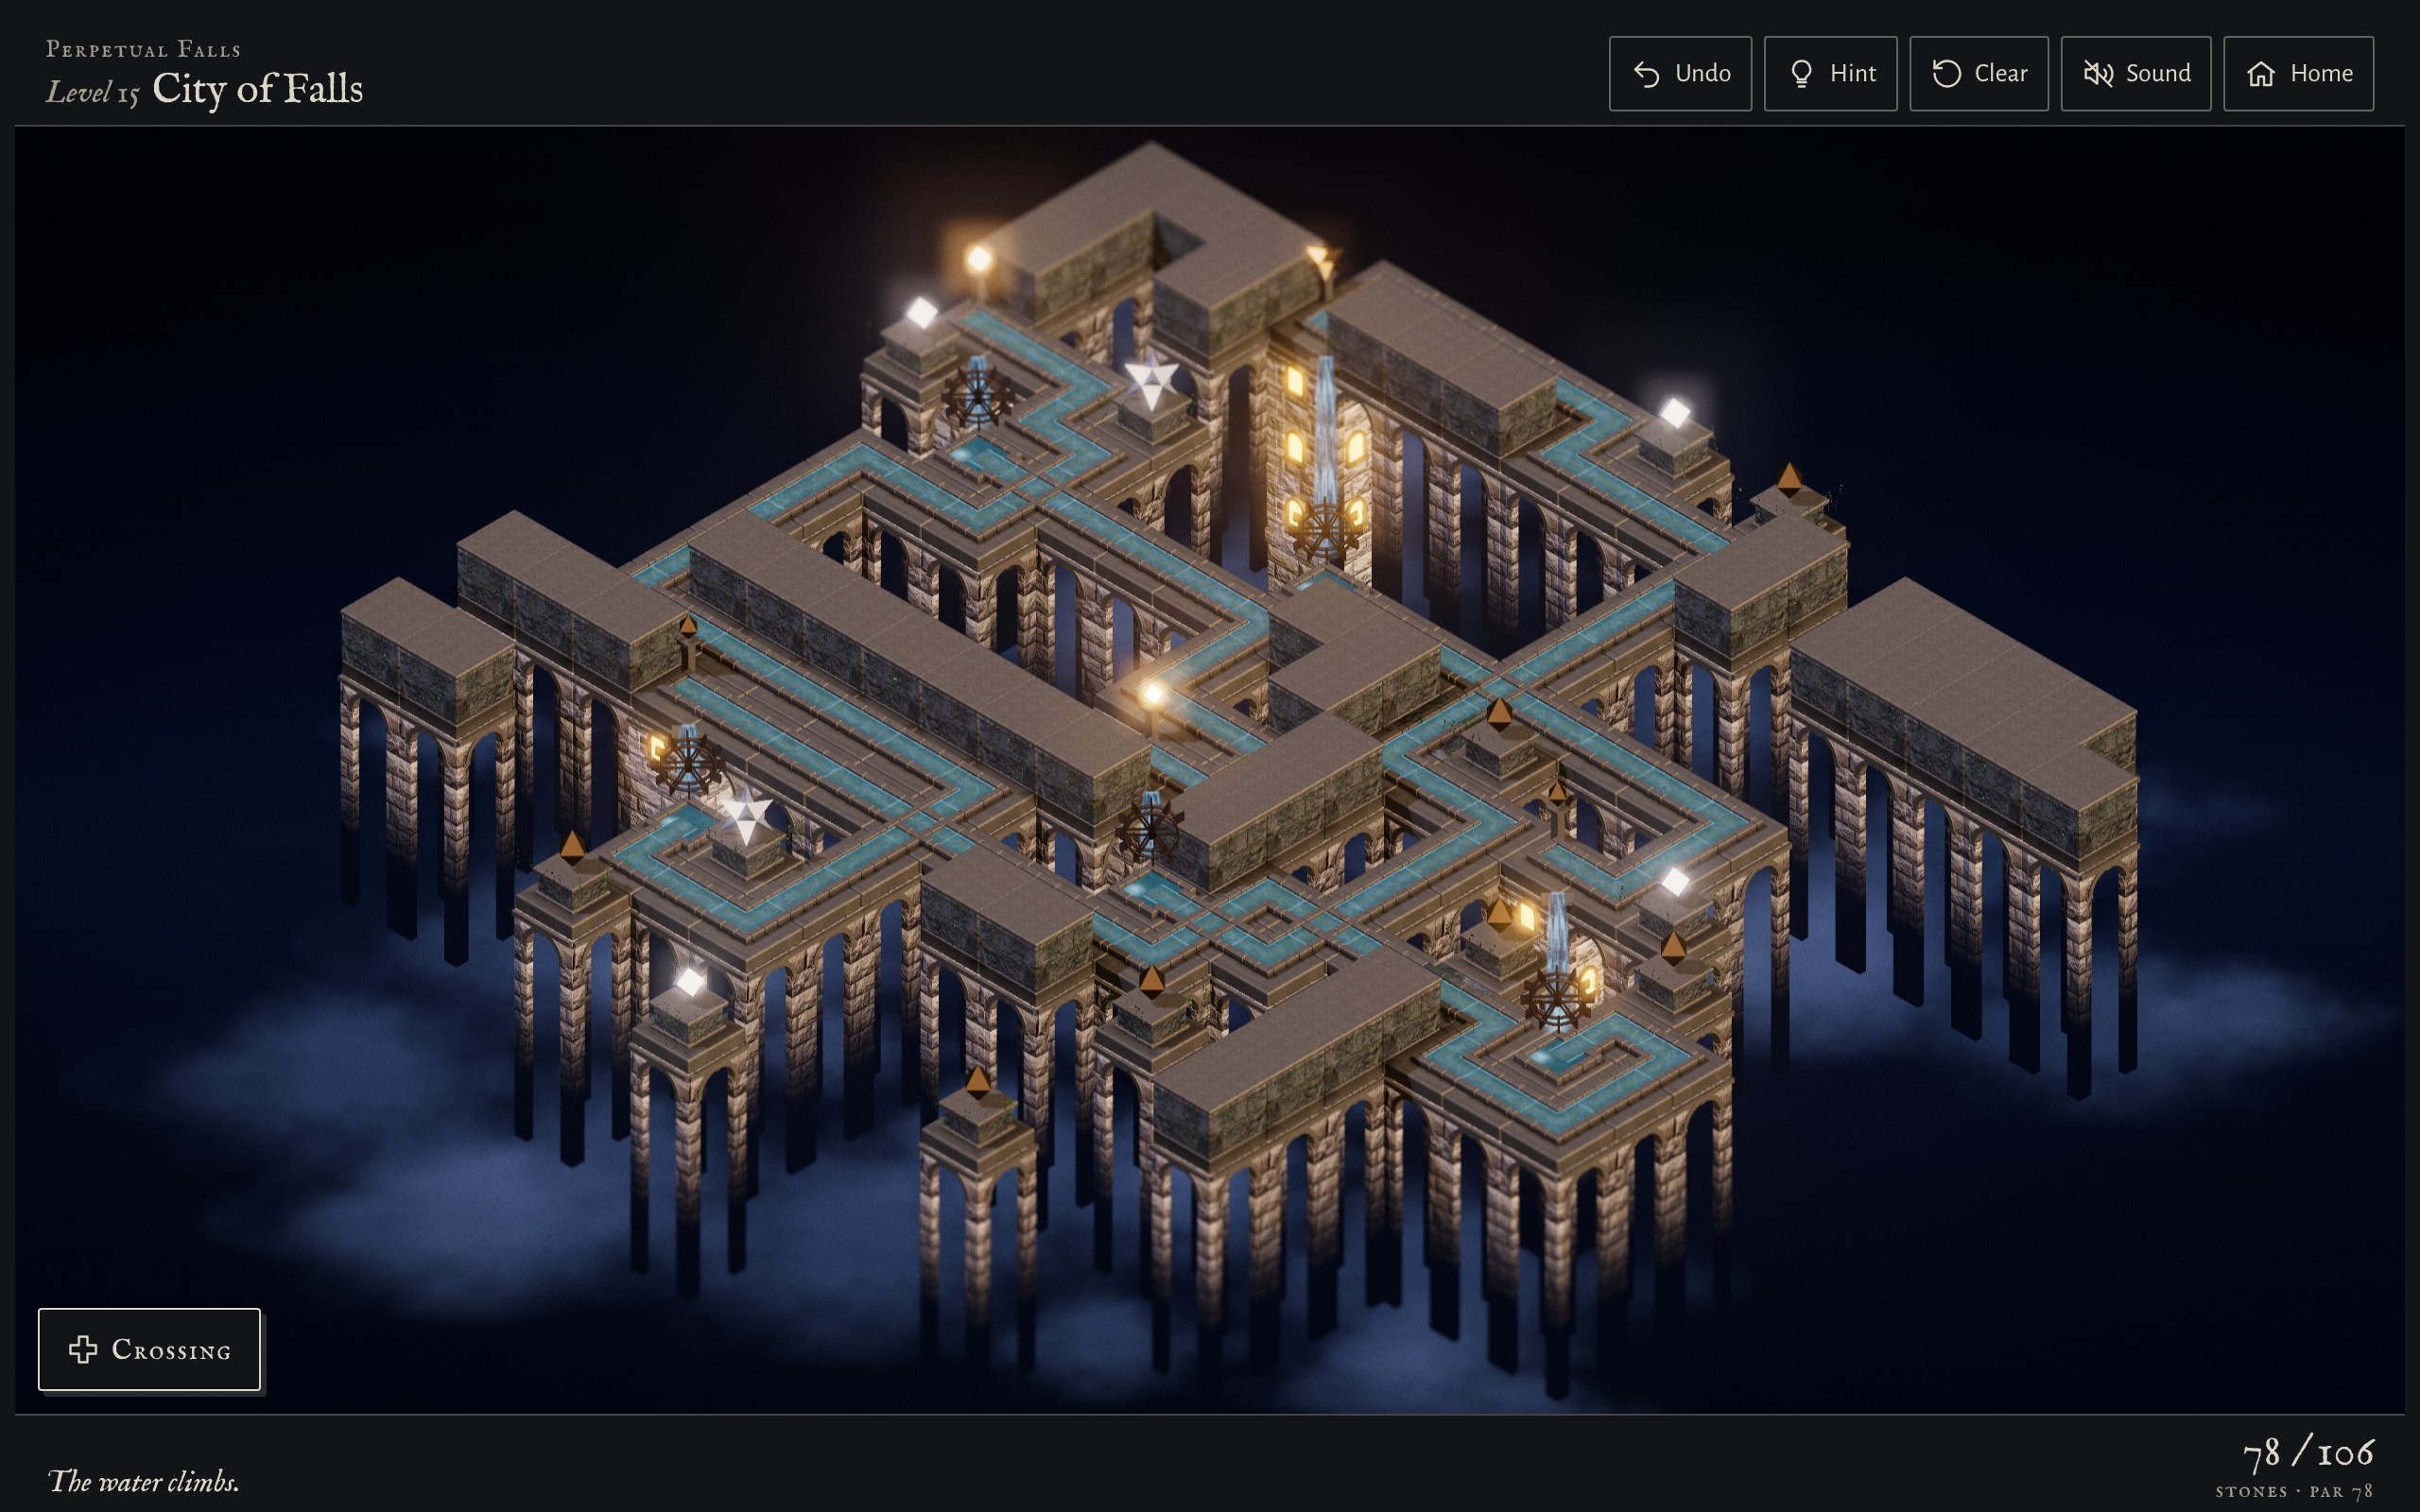 Perpetual Falls
Level 15 City of Falls
Undo
Hint
Clear
Sound
Home
Crossing
The water climbs.
78 / 106
STONES · PAR 78